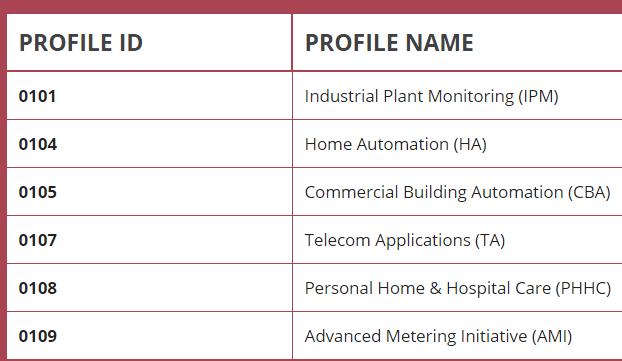 PROFILE ID PROFILE NAME
0101 Industrial Plant Monitoring (IPM)
0104 Home Automation (HA)
0105 Commercial Building Automation (CBA)
0107 Telecom Applications (TA)
0108 Personal Home & Hospital Care (PHHC)
0109 Advanced Metering Initiative (AMI)